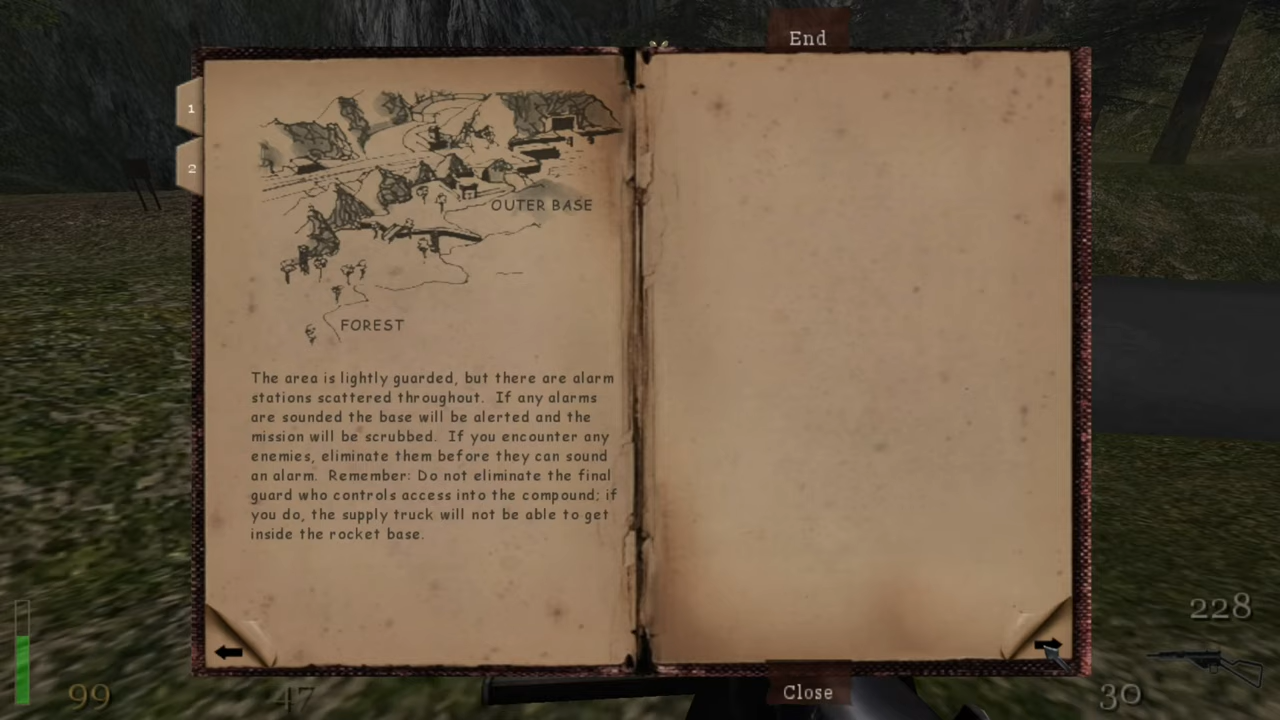 End
1
2
OUTER BASE
FOREST
The area is lightly guarded, but there are alarm
stations scattered throughout.  If any alarms
are sounded the base will be alerted and the
mission will be scrubbed.  If you encounter any
enemies, eliminate them before they can sound
an alarm.  Remember: Do not eliminate the final
guard who controls access into the compound; if
you do, the supply truck will not be able to get
inside the rocket base.
228
99
47
Close
30